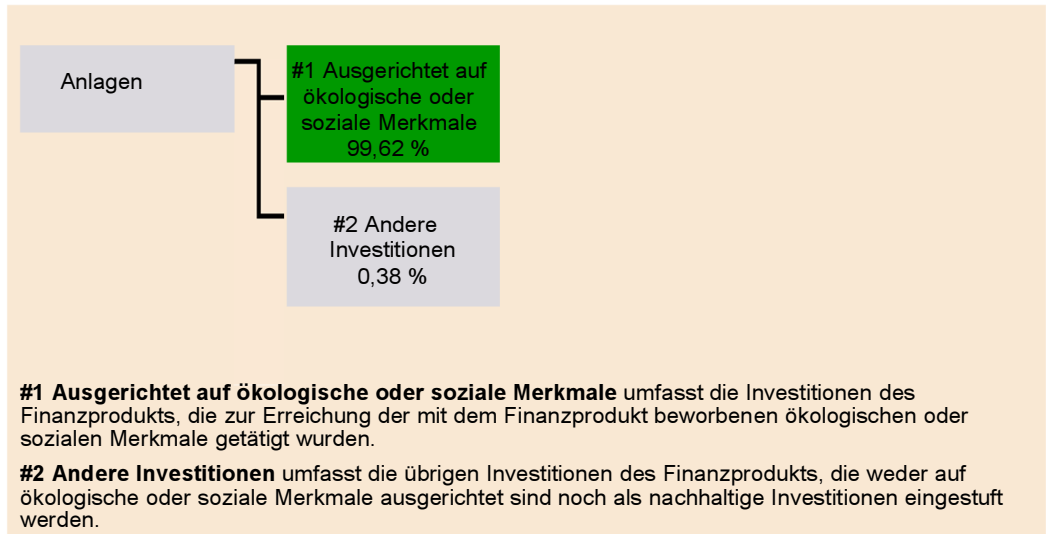 Anlagen
#1 Ausgerichtet auf
ökologische oder
soziale Merkmale
99,62 %
#2 Andere
Investitionen
0,38 %
#1 Ausgerichtet auf ökologische oder soziale Merkmale umfasst die Investitionen des
Finanzprodukts, die zur Erreichung der mit dem Finanzprodukt beworbenen ökologischen oder
sozialen Merkmale getätigt wurden.
#2 Andere Investitionen umfasst die übrigen Investitionen des Finanzprodukts, die weder auf
ökologische oder soziale Merkmale ausgerichtet sind noch als nachhaltige Investitionen eingestuft
werden.